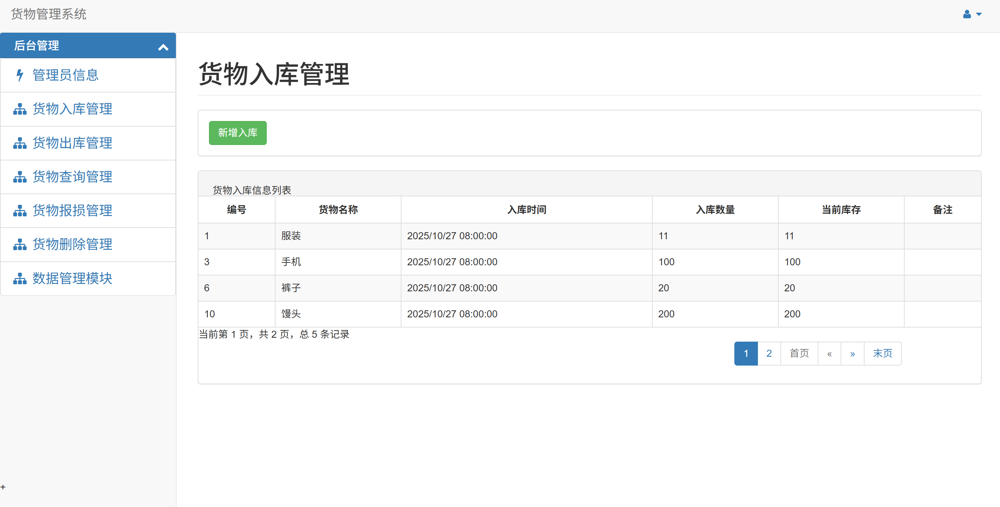 货物管理系统
后台管理
管理员信息
货物入库管理
货物出库管理
货物查询管理
货物报损管理
货物删除管理
数据管理模块
+
货物入库管理
新增入库
货物入库信息列表
编号 货物名称 入库时间 入库数量 当前库存 备注
1 服装 2025/10/27 08:00:00 11 11
3 手机 2025/10/27 08:00:00 100 100
6 裤子 2025/10/27 08:00:00 20 20
10 馒头 2025/10/27 08:00:00 200 200
当前第 1 页，共 2 页，总 5 条记录
1 2 首页 « » 末页